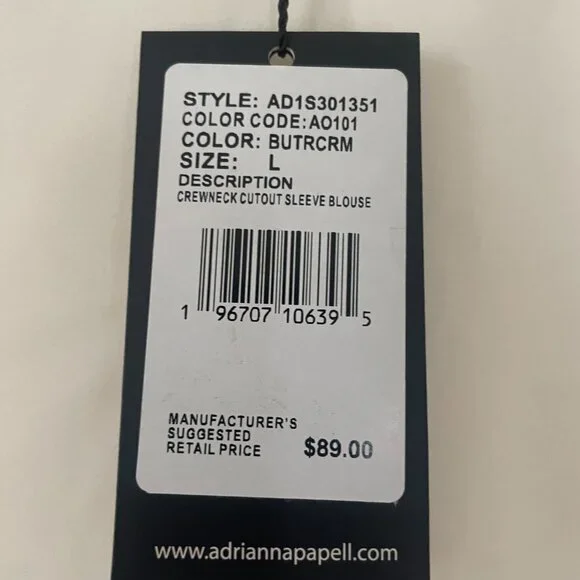 STYLE: AD1S301351
COLOR CODE: AO101
COLOR: BUTRCRM
SIZE: L
DESCRIPTION
CREWNECK CUTOUT SLEEVE BLOUSE
1 96707 10639 5
MANUFACTURER'S
SUGGESTED
RETAIL PRICE $89.00
www.adriannapapell.com